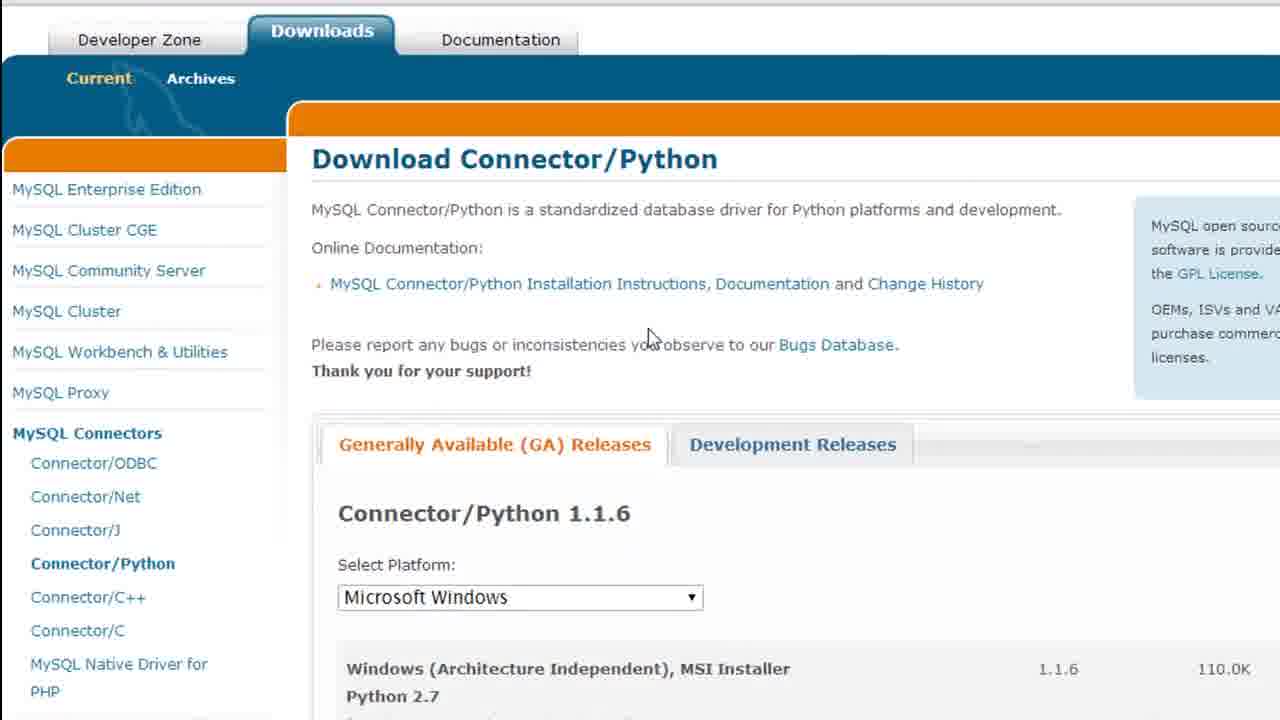 Developer Zone
Downloads
Documentation
Current
Archives
MySQL Enterprise Edition
MySQL Cluster CGE
MySQL Community Server
MySQL Cluster
MySQL Workbench & Utilities
MySQL Proxy
MySQL Connectors
Connector/ODBC
Connector/Net
Connector/J
Connector/Python
Connector/C++
Connector/C
MySQL Native Driver for
PHP
Download Connector/Python
MySQL Connector/Python is a standardized database driver for Python platforms and development.
Online Documentation:
MySQL Connector/Python Installation Instructions, Documentation and Change History
Please report any bugs or inconsistencies you observe to our Bugs Database.
Thank you for your support!
Generally Available (GA) Releases
Development Releases
Connector/Python 1.1.6
Select Platform:
Microsoft Windows
Windows (Architecture Independent), MSI Installer
Python 2.7
1.1.6
110.0K
MySQL open source
software is provide
the GPL License.
OEMs, ISVs and VA
purchase commerc
licenses.